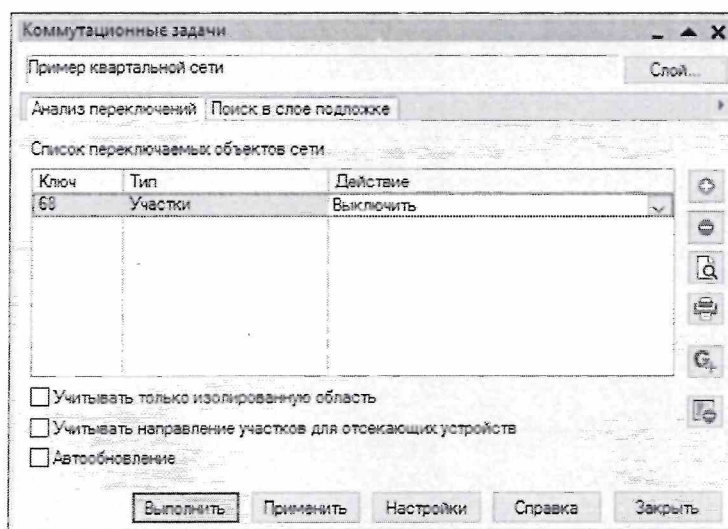 Коммутационные задачи
Пример квартальной сети
Слой...
Анализ переключений
Поиск в слое подложке
Список переключаемых объектов сети
Ключ Тип Действие
68 Участки Выключить
Учитывать только изолированную область
Учитывать направление участков для отсекающих устройств
Автообновление
Выполнить Применить Настройки Справка Закрыть